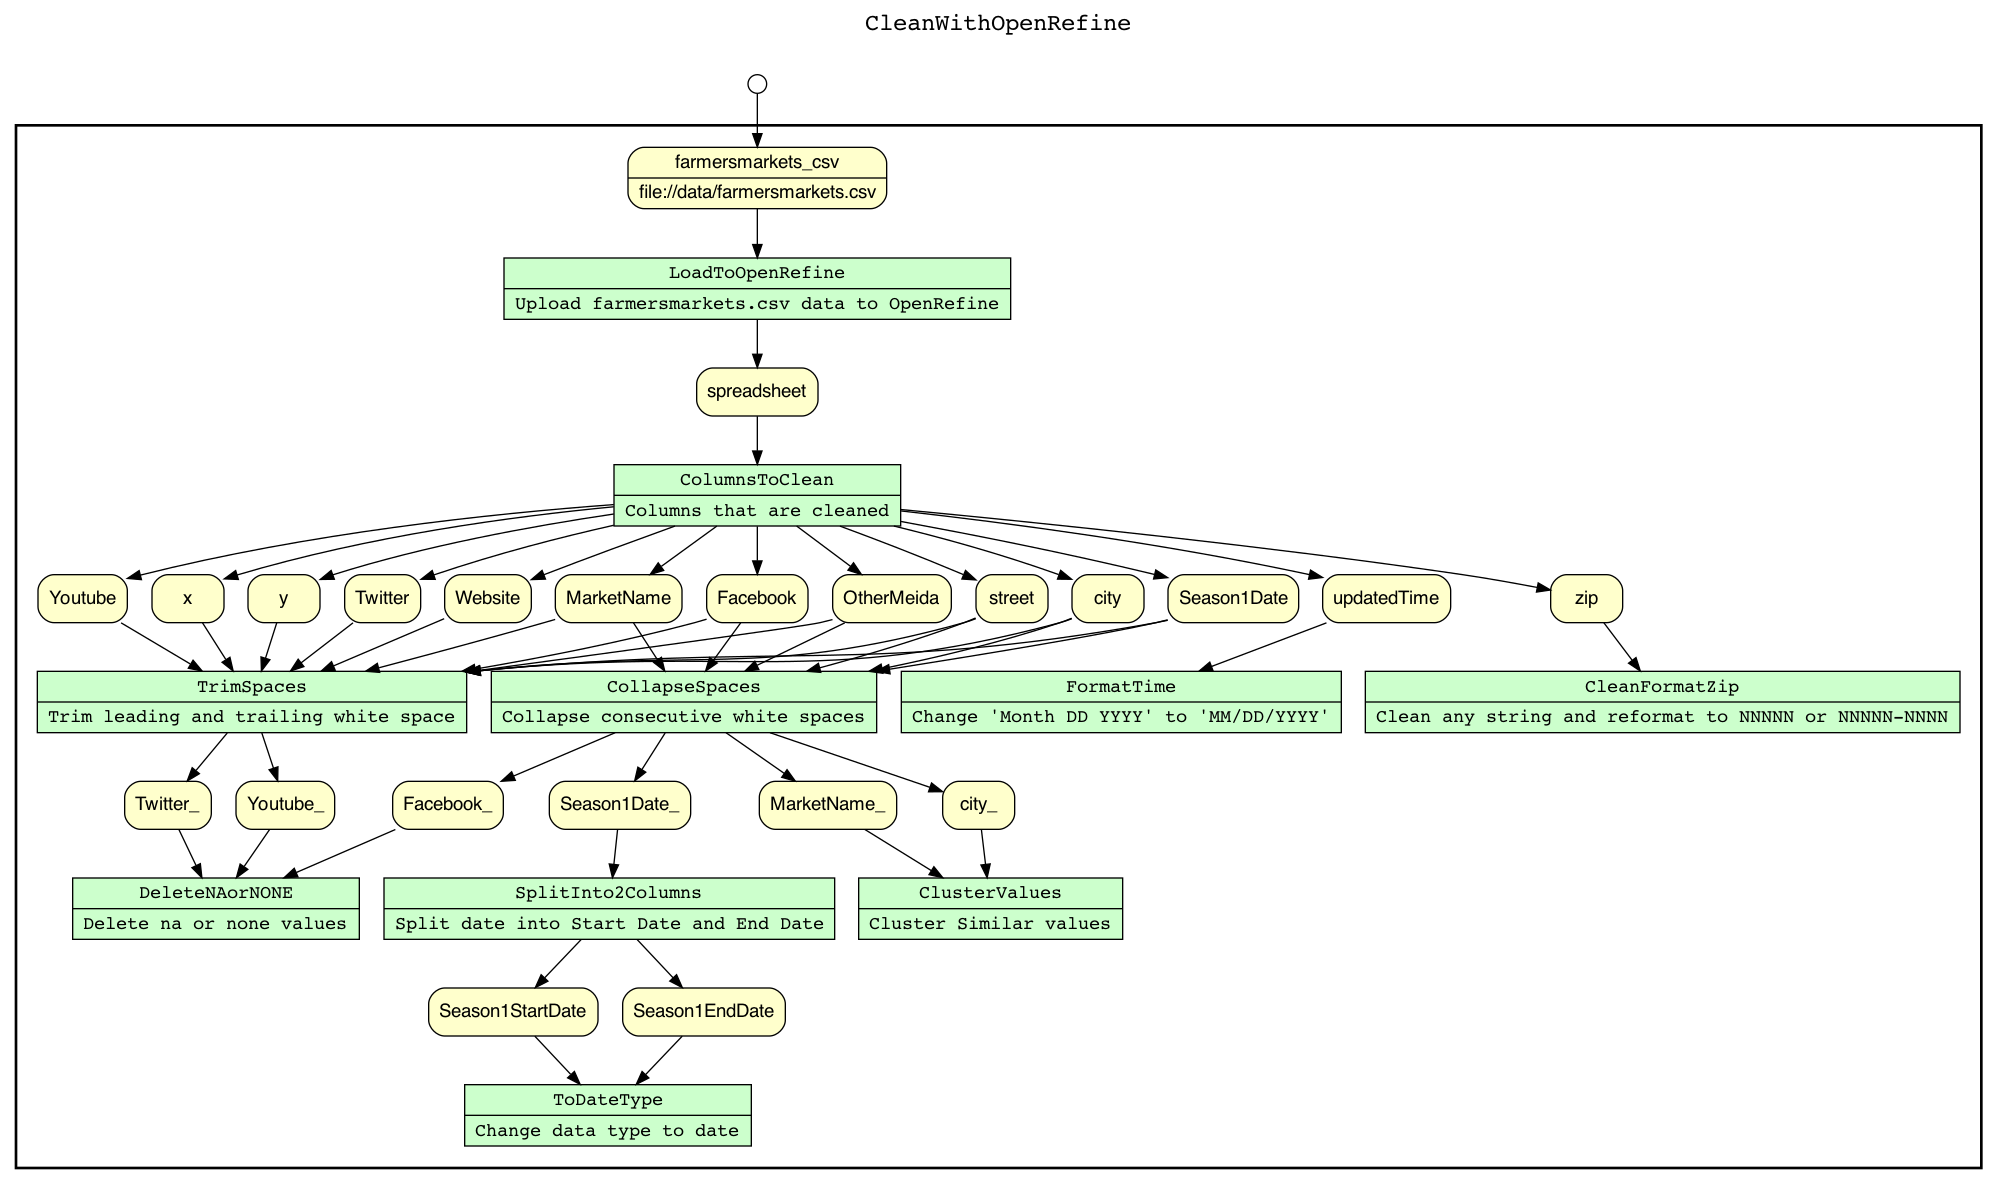 CleanWithOpenRefine
farmersmarkets_csv
file://data/farmersmarkets.csv
LoadToOpenRefine
Upload farmersmarkets.csv data to OpenRefine
spreadsheet
ColumnsToClean
Columns that are cleaned
Youtube
x
y
Twitter
Website
MarketName
Facebook
OtherMeida
street
city
Season1Date
updatedTime
zip
TrimSpaces
Trim leading and trailing white space
CollapseSpaces
Collapse consecutive white spaces
FormatTime
Change 'Month DD YYYY' to 'MM/DD/YYYY'
CleanFormatZip
Clean any string and reformat to NNNNN or NNNNN-NNNN
Twitter_
Youtube_
Facebook_
Season1Date_
MarketName_
city_
DeleteNAorNONE
Delete na or none values
SplitInto2Columns
Split date into Start Date and End Date
ClusterValues
Cluster Similar values
Season1StartDate
Season1EndDate
ToDateType
Change data type to date